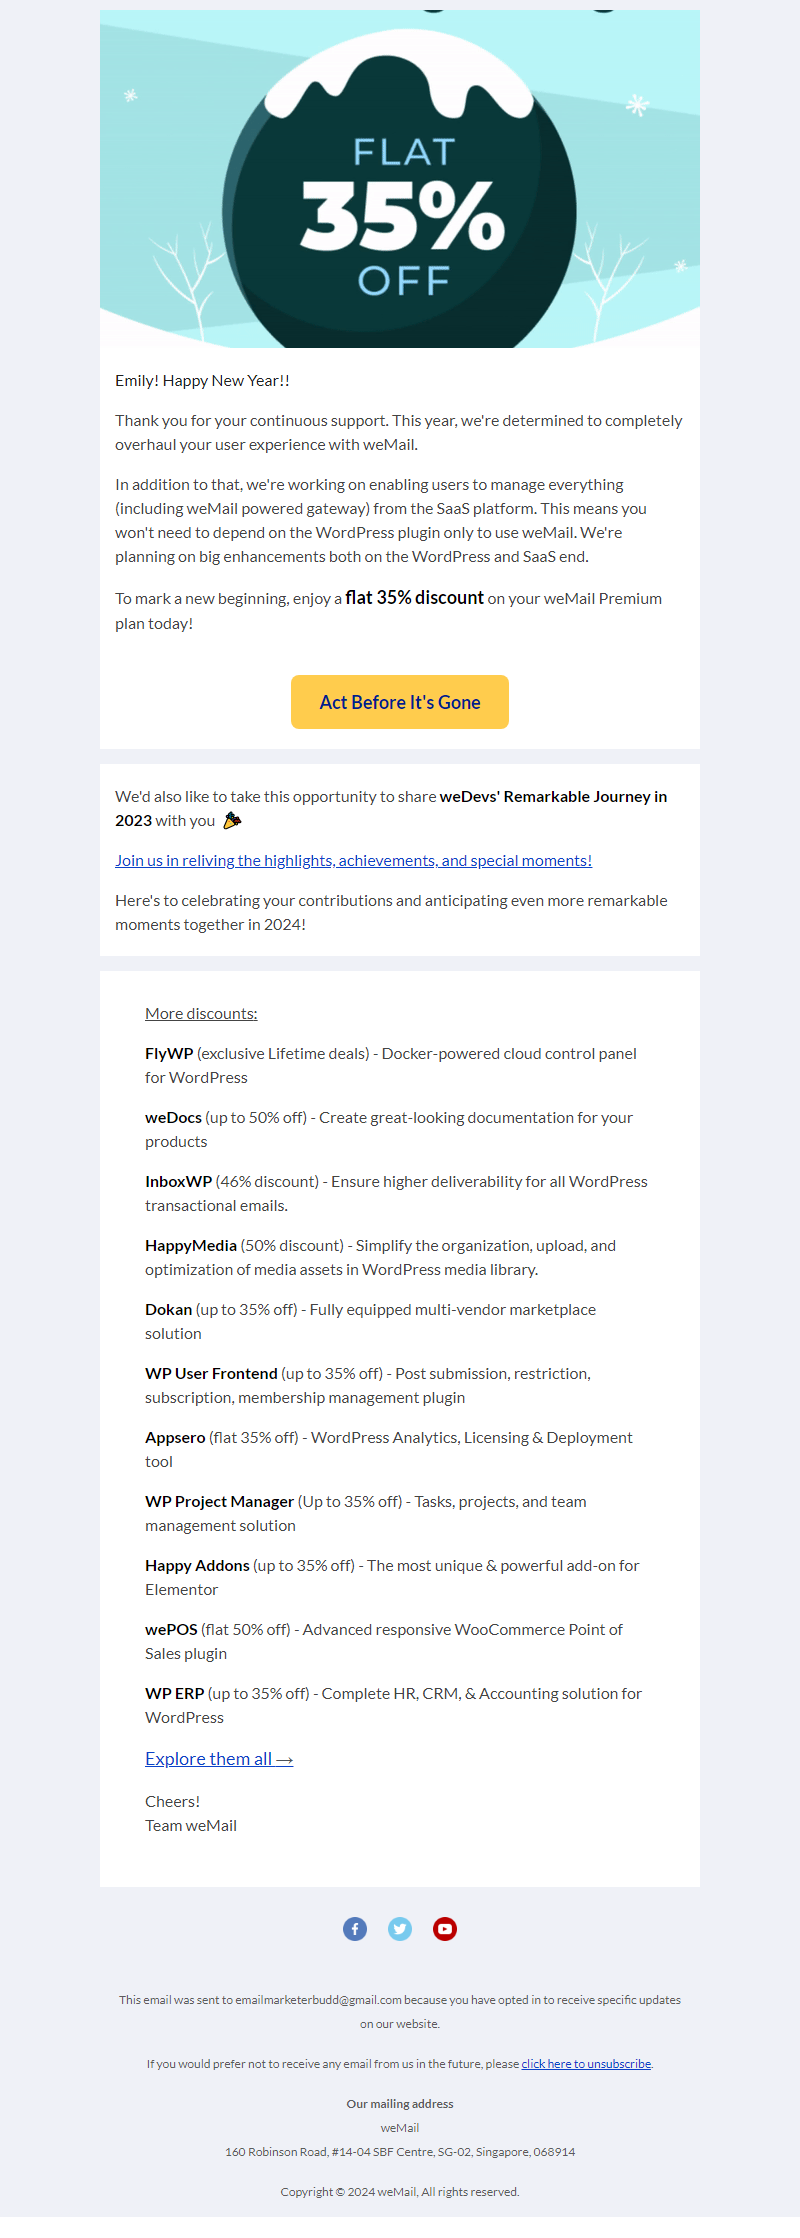 FLAT
35%
OFF
Emily! Happy New Year!!
Thank you for your continuous support. This year, we're determined to completely
overhaul your user experience with weMail.
In addition to that, we're working on enabling users to manage everything
(including weMail powered gateway) from the SaaS platform. This means you
won't need to depend on the WordPress plugin only to use weMail. We're
planning on big enhancements both on the WordPress and SaaS end.
To mark a new beginning, enjoy a flat 35% discount on your weMail Premium
plan today!
Act Before It's Gone
We'd also like to take this opportunity to share weDevs' Remarkable Journey in
2023 with you 🎉
Join us in reliving the highlights, achievements, and special moments!
Here's to celebrating your contributions and anticipating even more remarkable
moments together in 2024!
More discounts:
FlyWP (exclusive Lifetime deals) - Docker-powered cloud control panel
for WordPress
weDocs (up to 50% off) - Create great-looking documentation for your
products
InboxWP (46% discount) - Ensure higher deliverability for all WordPress
transactional emails.
HappyMedia (50% discount) - Simplify the organization, upload, and
optimization of media assets in WordPress media library.
Dokan (up to 35% off) - Fully equipped multi-vendor marketplace
solution
WP User Frontend (up to 35% off) - Post submission, restriction,
subscription, membership management plugin
Appsero (flat 35% off) - WordPress Analytics, Licensing & Deployment
tool
WP Project Manager (Up to 35% off) - Tasks, projects, and team
management solution
Happy Addons (up to 35% off) - The most unique & powerful add-on for
Elementor
wePOS (flat 50% off) - Advanced responsive WooCommerce Point of
Sales plugin
WP ERP (up to 35% off) - Complete HR, CRM, & Accounting solution for
WordPress
Explore them all →
Cheers!
Team weMail
This email was sent to emailmarketerbudd@gmail.com because you have opted in to receive specific updates
on our website.
If you would prefer not to receive any email from us in the future, please click here to unsubscribe.
Our mailing address
weMail
160 Robinson Road, #14-04 SBF Centre, SG-02, Singapore, 068914
Copyright © 2024 weMail, All rights reserved.